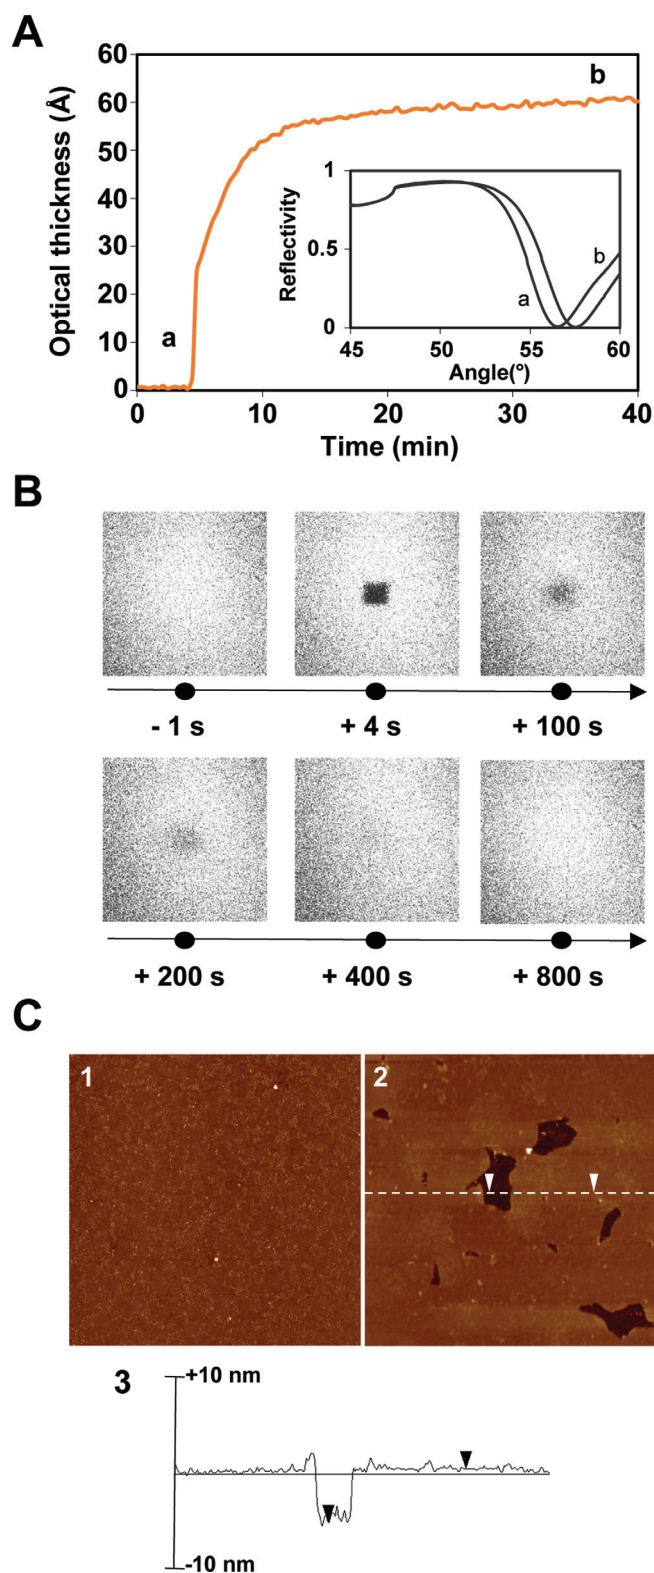 A
60
60
50
40
30
20
10
0
Optical thickness (Å)
a
b
1
0.5
0
Reflectivity
a
b
45
50
55
60
Angle(°)
0
10
20
30
40
Time (min)
B
- 1 s
+ 4 s
+ 100 s
+ 200 s
+ 400 s
+ 800 s
C
1
2
3
+10 nm
-10 nm